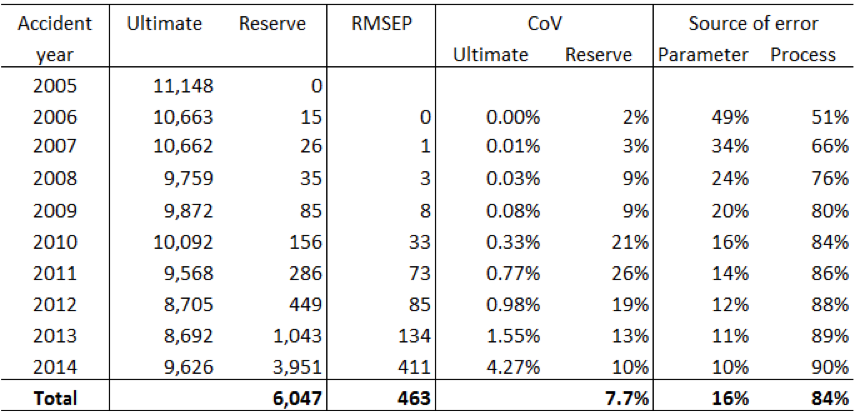 Accident Ultimate Reserve RMSEP CoV Source of error
year Ultimate Reserve Parameter Process
2005 11,148 0
2006 10,663 15 0 0.00% 2% 49% 51%
2007 10,662 26 1 0.01% 3% 34% 66%
2008 9,759 35 3 0.03% 9% 24% 76%
2009 9,872 85 8 0.08% 9% 20% 80%
2010 10,092 156 33 0.33% 21% 16% 84%
2011 9,568 286 73 0.77% 26% 14% 86%
2012 8,705 449 85 0.98% 19% 12% 88%
2013 8,692 1,043 134 1.55% 13% 11% 89%
2014 9,626 3,951 411 4.27% 10% 10% 90%
Total 6,047 463 7.7% 16% 84%